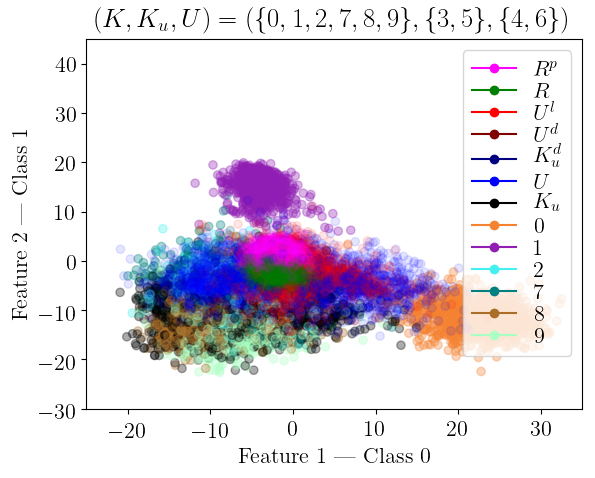 (K, K_u, U) = ({0, 1, 2, 7, 8, 9}, {3, 5}, {4, 6})
40
30
20
10
0
−10
−20
−30
Feature 2 — Class 1
R^p
R
U^l
U^d
K_u^d
U
K_u
0
1
2
7
8
9
−20
−10
0
10
20
30
Feature 1 — Class 0